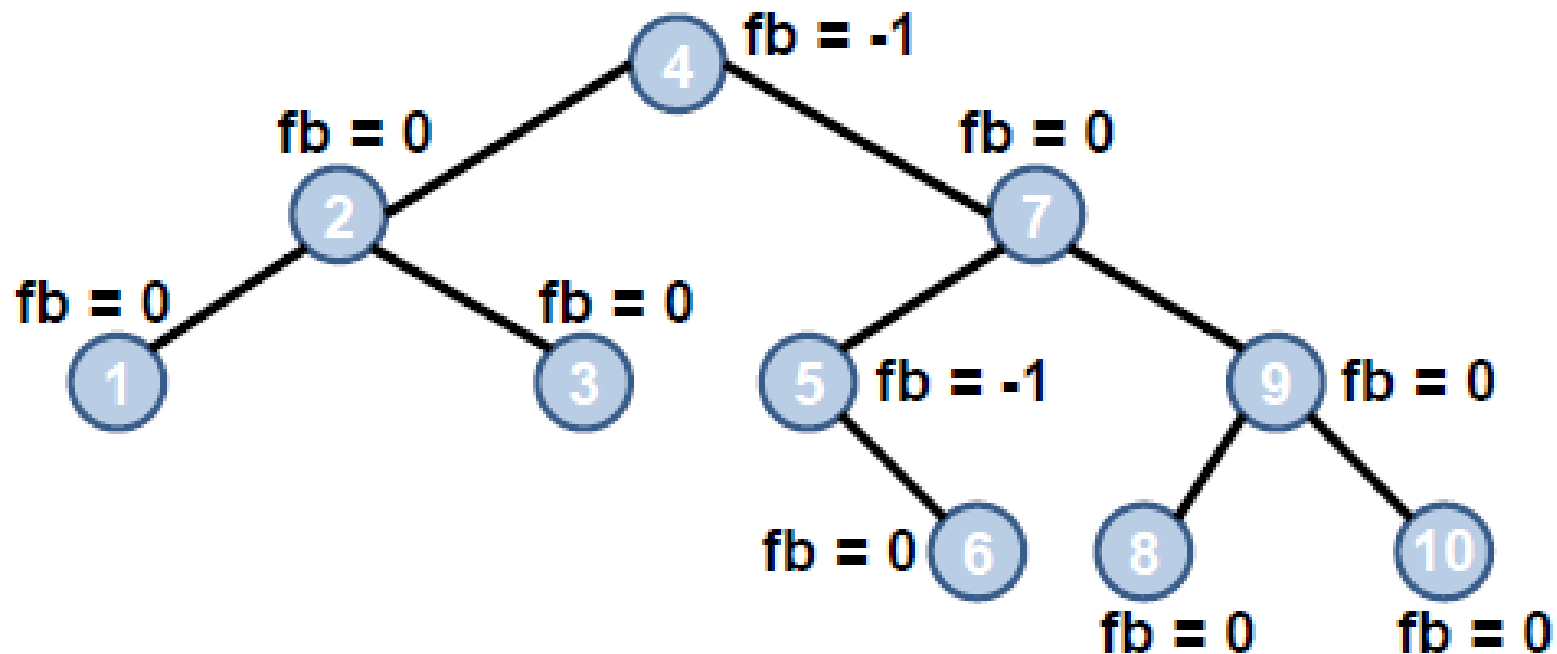 4 fb = -1
fb = 0 fb = 0
2 7
fb = 0 fb = 0
1 3 5 fb = -1 9 fb = 0
fb = 0 6 8 10
fb = 0 fb = 0